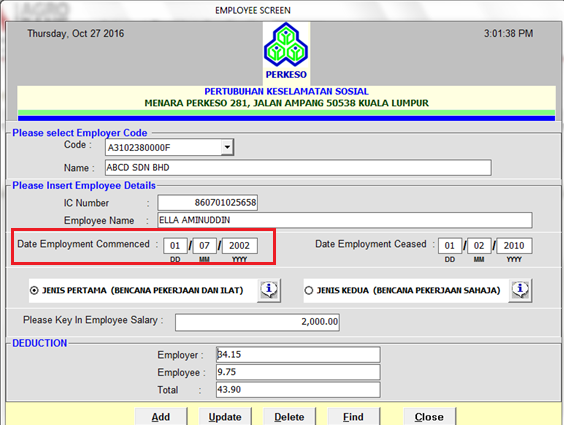 EMPLOYEE SCREEN
Thursday, Oct 27 2016
3:01:38 PM
PERKESO
PERTUBUHAN KESELAMATAN SOSIAL
MENARA PERKESO 281, JALAN AMPANG 50538 KUALA LUMPUR
Please select Employer Code
Code : A3102380000F
Name : ABCD SDN BHD
Please Insert Employee Details
IC Number : 860701025658
Employee Name : ELLA AMINUDDIN
Date Employment Commenced : 01 / 07 / 2002 Date Employment Ceased : 01 / 02 / 2010
DD MM YYYY DD MM YYYY
JENIS PERTAMA (BENCANA PEKERJAAN DAN ILAT) JENIS KEDUA (BENCANA PEKERJAAN SAHAJA)
Please Key In Employee Salary : 2,000.00
DEDUCTION
Employer : 34.15
Employee : 9.75
Total : 43.90
Add Update Delete Find Close